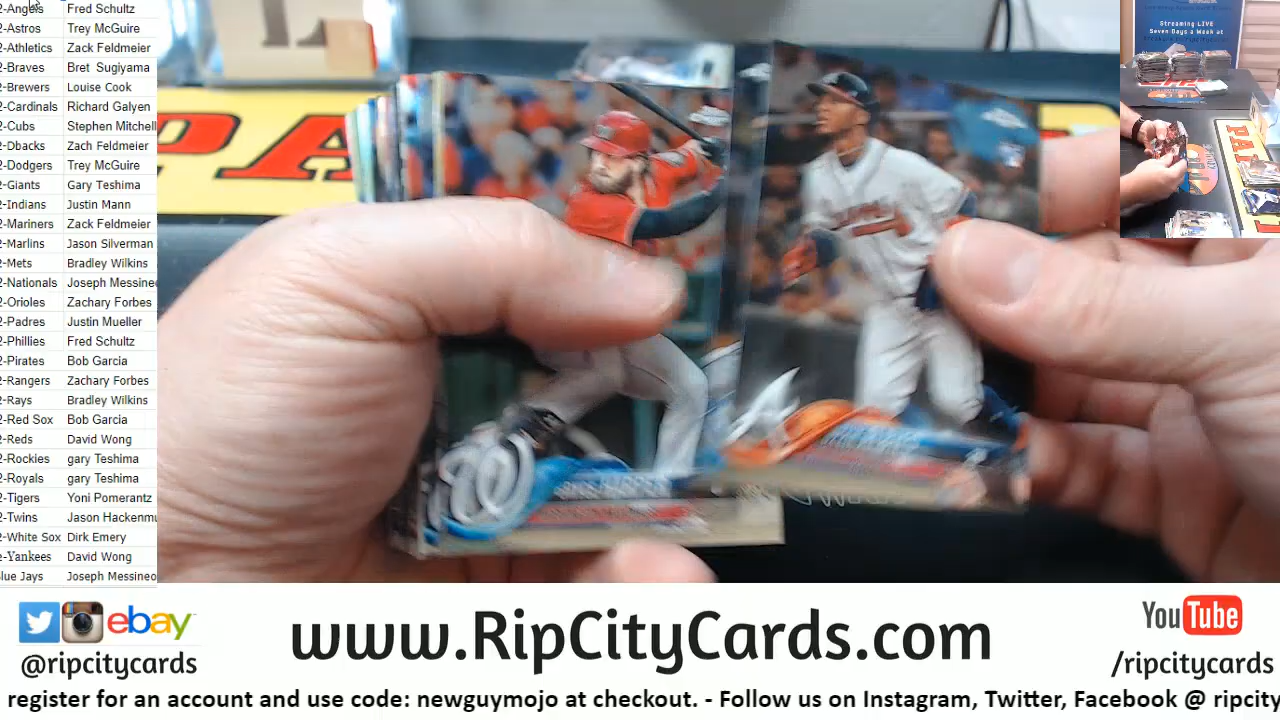 2-Angels Fred Schultz
2-Astros Trey McGuire
2-Athletics Zack Feldmeier
2-Braves Bret Sugiyama
2-Brewers Louise Cook
2-Cardinals Richard Galyen
2-Cubs Stephen Mitchell
2-Dbacks Zach Feldmeier
2-Dodgers Trey McGuire
2-Giants Gary Teshima
2-Indians Justin Mann
2-Mariners Zack Feldmeier
2-Marlins Jason Silverman
2-Mets Bradley Wilkins
2-Nationals Joseph Messineo
2-Orioles Zachary Forbes
2-Padres Justin Mueller
2-Phillies Fred Schultz
2-Pirates Bob Garcia
2-Rangers Zachary Forbes
2-Rays Bradley Wilkins
2-Red Sox Bob Garcia
2-Reds David Wong
2-Rockies gary Teshima
2-Royals gary Teshima
2-Tigers Yoni Pomerantz
2-Twins Jason Hackenmu
2-White Sox Dirk Emery
2-Yankees David Wong
lue Jays Joseph Messineo
Streaming LIVE
Seven Days a Week at
PA
W
ebay
@ripcitycards
www.RipCityCards.com
YouTube
/ripcitycards
register for an account and use code: newguymojo at checkout. - Follow us on Instagram, Twitter, Facebook @ ripcity